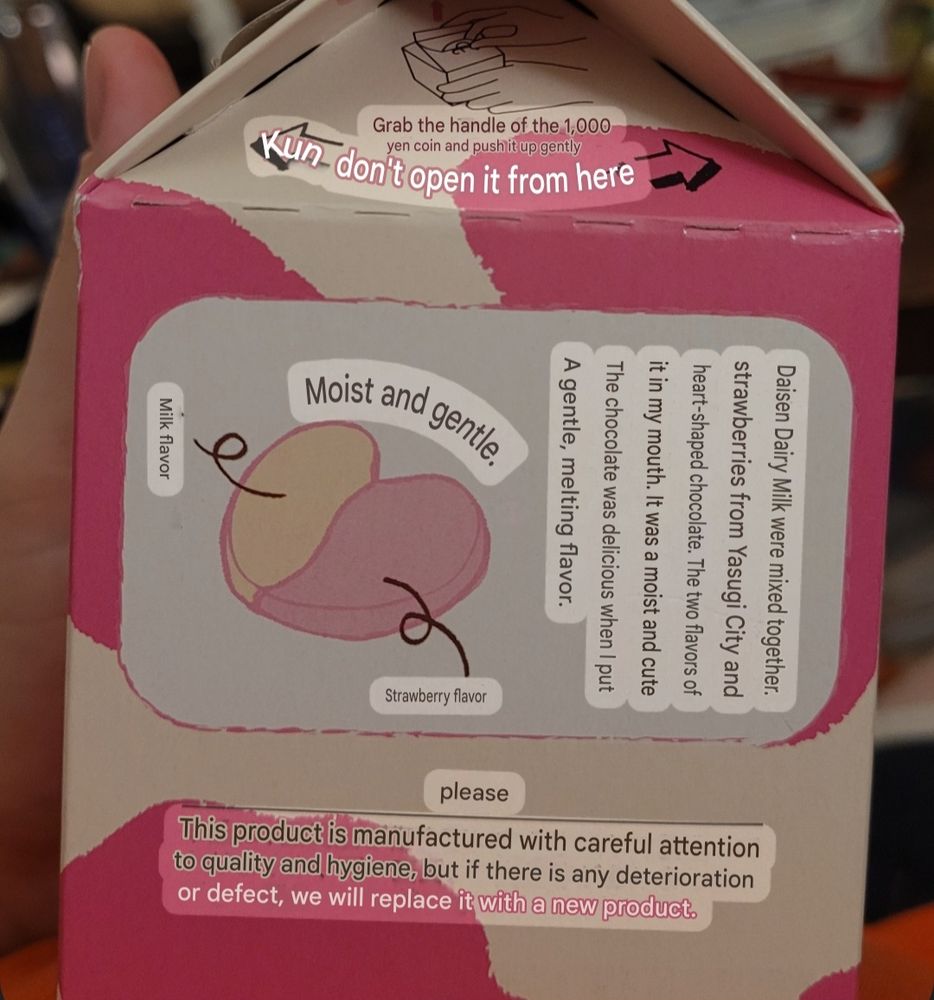 Grab the handle of the 1,000
yen coin and push it up gently
Kun don't open it from here
Moist and gentle.
Milk flavor
Strawberry flavor
Daisen Dairy Milk were mixed together.
strawberries from Yasugi City and
heart-shaped chocolate. The two flavors of
it in my mouth. It was a moist and cute
The chocolate was delicious when I put
A gentle, melting flavor.
please
This product is manufactured with careful attention
to quality and hygiene, but if there is any deterioration
or defect, we will replace it with a new product.